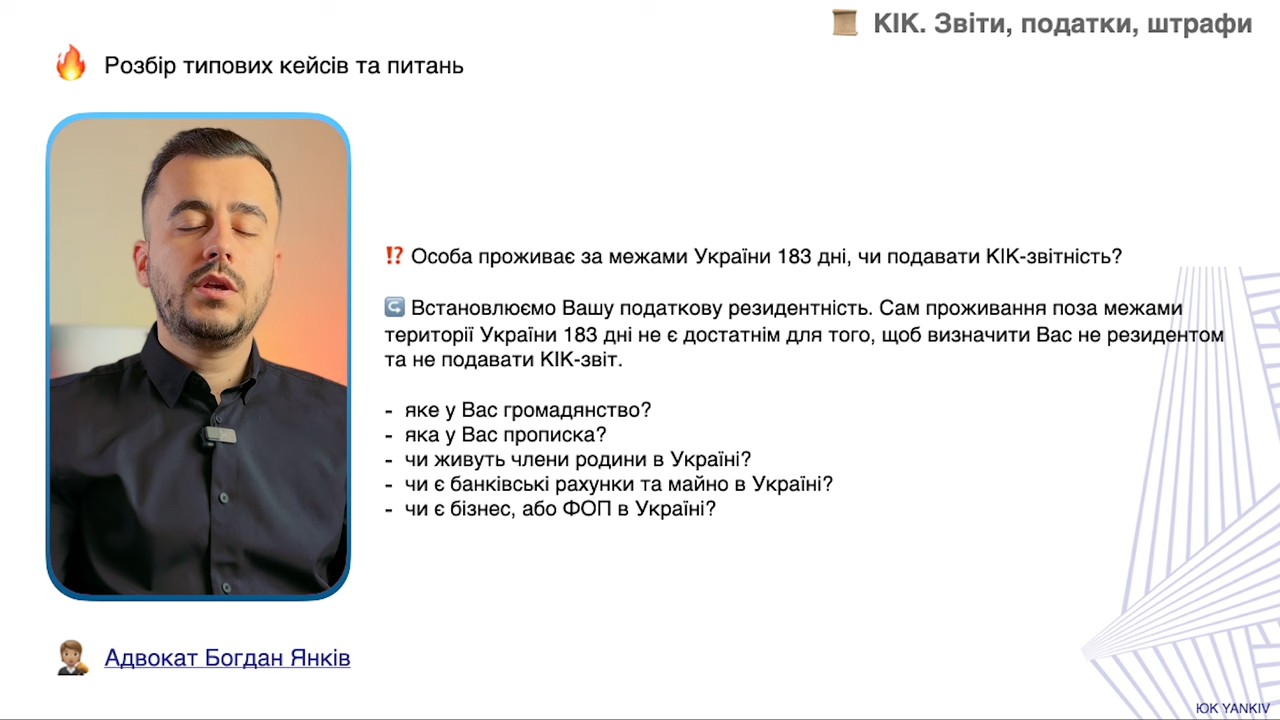 КІК. Звіти, податки, штрафи
Розбір типових кейсів та питань
⁉️ Особа проживає за межами України 183 дні, чи подавати КІК-звітність?
↪️ Встановлюємо Вашу податкову резидентність. Сам проживання поза межами
території України 183 дні не є достатнім для того, щоб визначити Вас не резидентом
та не подавати КІК-звіт.
- яке у Вас громадянство?
- яка у Вас прописка?
- чи живуть члени родини в Україні?
- чи є банківські рахунки та майно в Україні?
- чи є бізнес, або ФОП в Україні?
Адвокат Богдан Янків
ЮК YANKIV